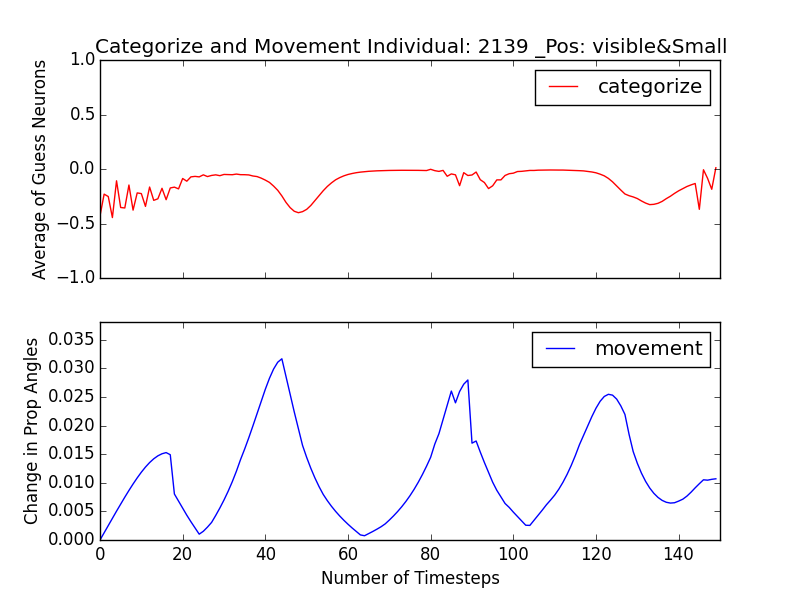 Categorize and Movement Individual: 2139 _Pos: visible&Small
1.0
0.5
0.0
−0.5
−1.0
Average of Guess Neurons
categorize
0.035
0.030
0.025
0.020
0.015
0.010
0.005
0.000
Change in Prop Angles
movement
0 20 40 60 80 100 120 140
Number of Timesteps